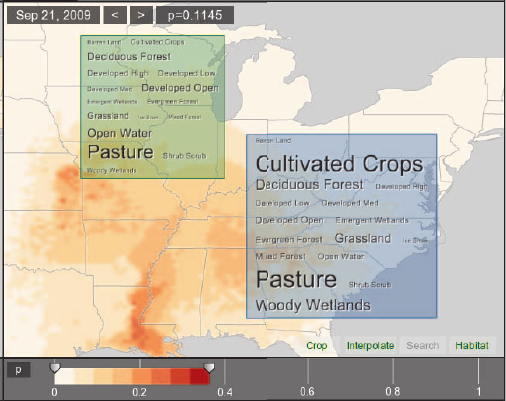 Sep 21, 2009 < > p=0.1145
Barren Land Cultivated Crops
Deciduous Forest
Developed High Developed Low
Developed Med Developed Open
Emergent Wetlands Evergreen Forest
Grassland Ice Snow Mixed Forest
Open Water
Pasture Shrub Scrub
Woody Wetlands
Barren Land
Cultivated Crops
Deciduous Forest Developed High
Developed Low Developed Med
Developed Open Emergent Wetlands
Evergreen Forest Grassland Ice Snow
Mixed Forest Open Water
Pasture Shrub Scrub
Woody Wetlands
Crop Interpolate Search Habitat
p
0 0.2 0.4 0.6 0.8 1